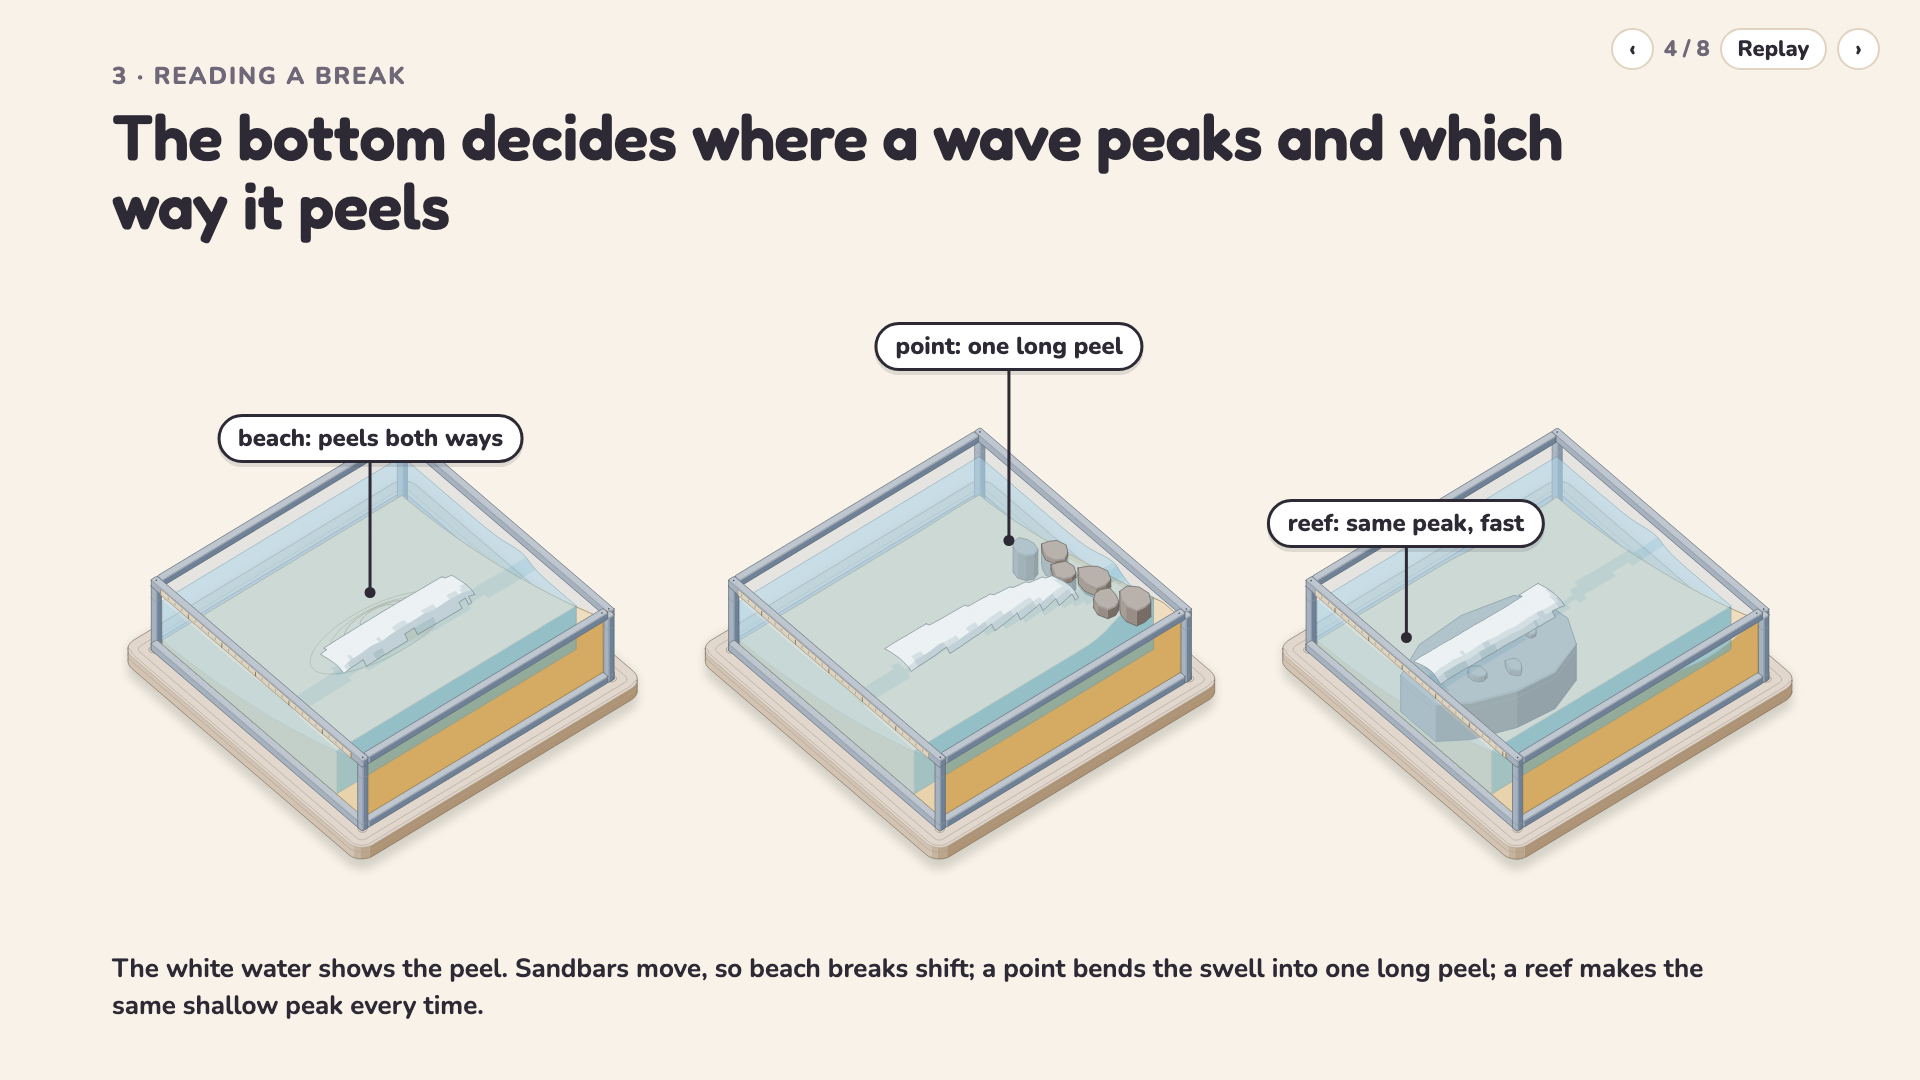 ‹ 4 / 8 Replay ›
3 · READING A BREAK
The bottom decides where a wave peaks and which
way it peels
point: one long peel
beach: peels both ways
reef: same peak, fast
The white water shows the peel. Sandbars move, so beach breaks shift; a point bends the swell into one long peel; a reef makes the
same shallow peak every time.